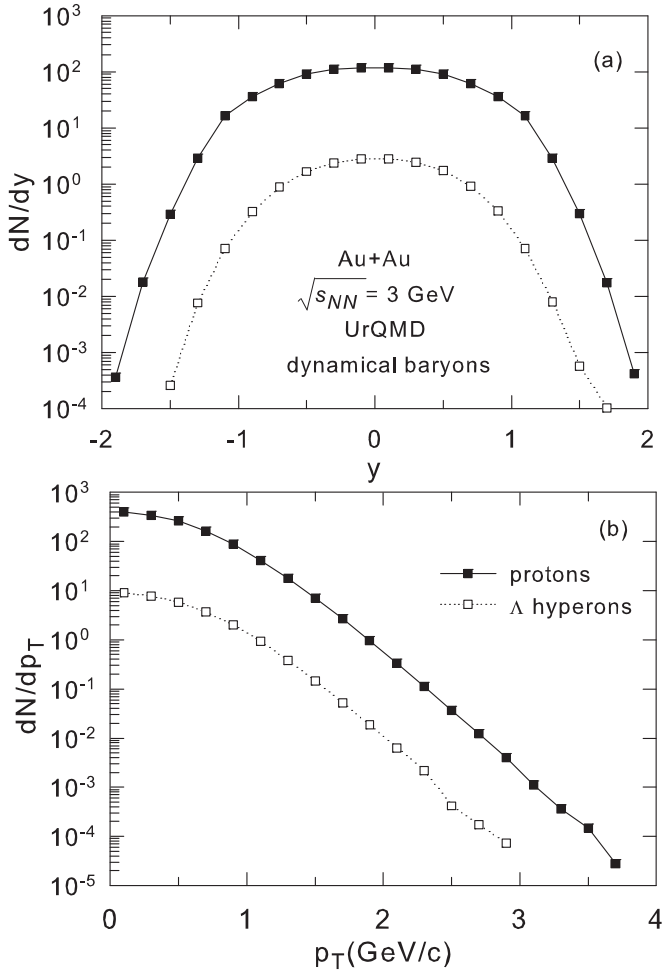 10³
10²
10¹
10⁰
10⁻¹
10⁻²
10⁻³
10⁻⁴
dN/dy
(a)
Au+Au
√s_NN = 3 GeV
UrQMD
dynamical baryons
-2 -1 0 1 2
y
10³
10²
10¹
10⁰
10⁻¹
10⁻²
10⁻³
10⁻⁴
10⁻⁵
dN/dp_T
(b)
protons
Λ hyperons
0 1 2 3 4
p_T(GeV/c)